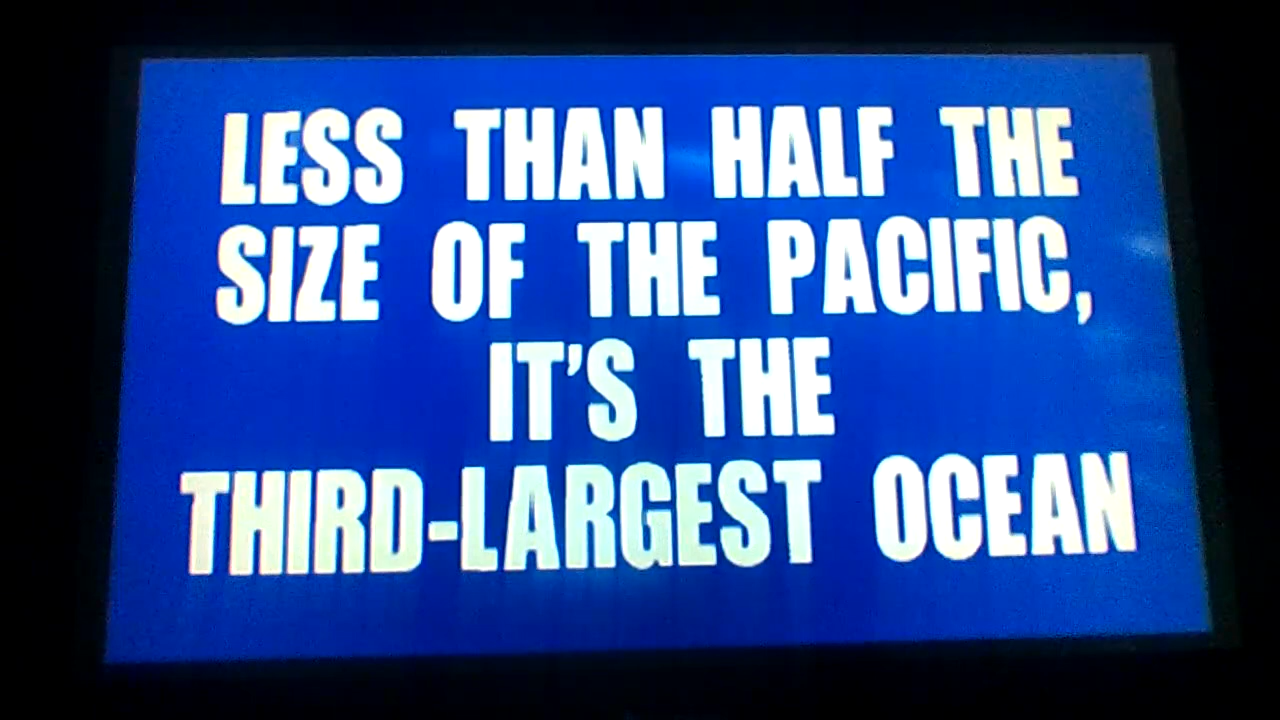 LESS THAN HALF THE
SIZE OF THE PACIFIC,
IT'S THE
THIRD-LARGEST OCEAN